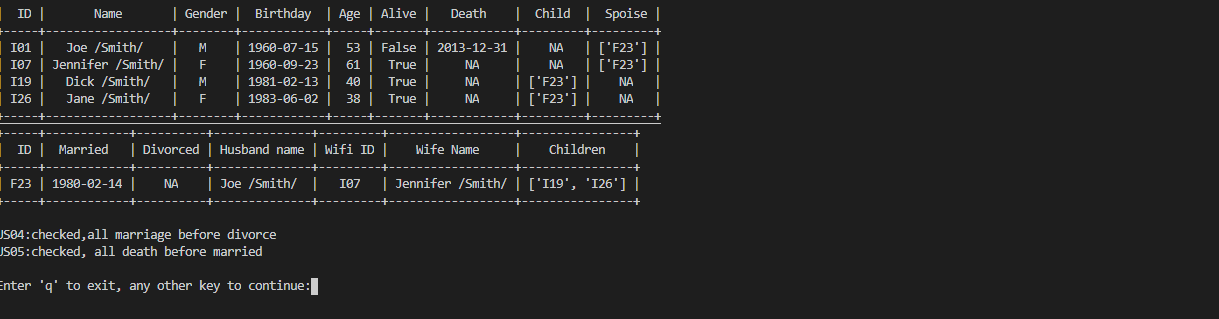 | ID | Name | Gender | Birthday | Age | Alive | Death | Child | Spoise |
| I01 | Joe /Smith/ | M | 1960-07-15 | 53 | False | 2013-12-31 | NA | ['F23'] |
| I07 | Jennifer /Smith/ | F | 1960-09-23 | 61 | True | NA | NA | ['F23'] |
| I19 | Dick /Smith/ | M | 1981-02-13 | 40 | True | NA | ['F23'] | NA |
| I26 | Jane /Smith/ | F | 1983-06-02 | 38 | True | NA | ['F23'] | NA |
| ID | Married | Divorced | Husband name | Wifi ID | Wife Name | Children |
| F23 | 1980-02-14 | NA | Joe /Smith/ | I07 | Jennifer /Smith/ | ['I19', 'I26'] |
US04:checked,all marriage before divorce
US05:checked, all death before married
Enter 'q' to exit, any other key to continue: